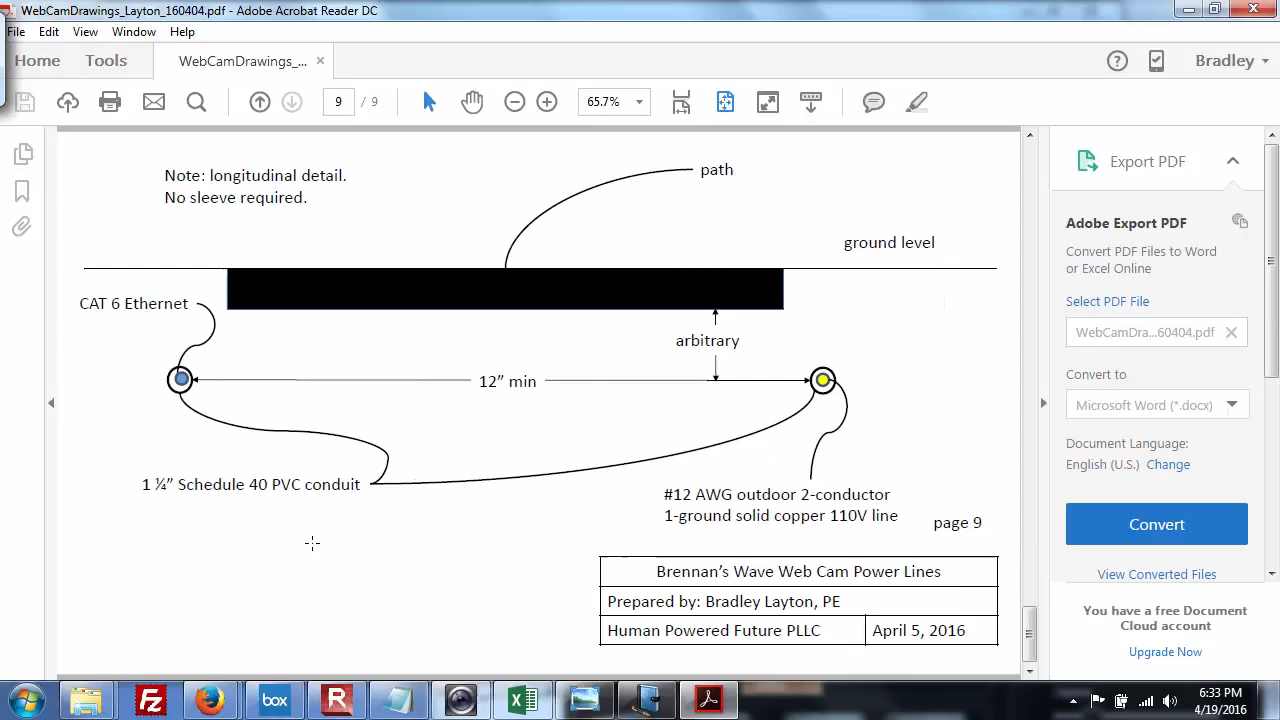 WebCamDrawings_Layton_160404.pdf - Adobe Acrobat Reader DC
File Edit View Window Help
Home Tools WebCamDrawings_... × Bradley
9 / 9 65.7%
Note: longitudinal detail.
No sleeve required.
path
ground level
CAT 6 Ethernet
arbitrary
12” min
1 ¼” Schedule 40 PVC conduit
#12 AWG outdoor 2-conductor
1-ground solid copper 110V line
page 9
Brennan’s Wave Web Cam Power Lines
Prepared by: Bradley Layton, PE
Human Powered Future PLLC April 5, 2016
Export PDF
Adobe Export PDF
Convert PDF Files to Word
or Excel Online
Select PDF File
WebCamDra...60404.pdf
Convert to
Microsoft Word (*.docx)
Document Language:
English (U.S.) Change
Convert
View Converted Files
You have a free Document
Cloud account
Upgrade Now
Fz box R
6:33 PM
4/19/2016